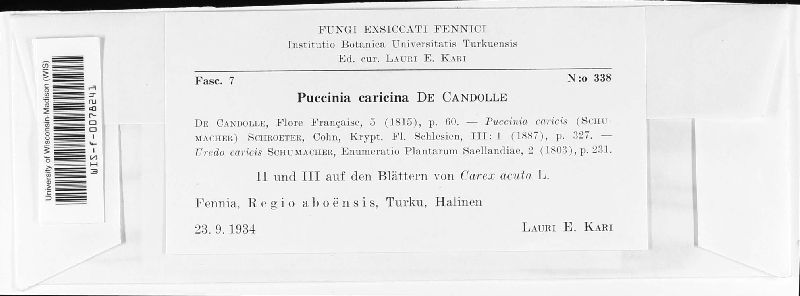 University of Wisconsin-Madison (WIS)
WIS-f-0078241
FUNGI EXSICCATI FENNICI
Institutio Botanica Universitatis Turkuensis
Ed. cur. LAURI E. KARI
Fasc. 7 N:o 338
Puccinia caricina DE CANDOLLE
DE CANDOLLE, Flore Française, 5 (1815), p. 60. — Puccinia caricis (SCHU-
MACHER) SCHROETER, Cohn, Krypt. Fl. Schlesien, III: 1 (1887), p. 327. —
Uredo caricis SCHUMACHER, Enumeratio Plantarum Saellandiae, 2 (1803), p. 231.
II und III auf den Blättern von Carex acuta L.
Fennia, Regio aboënsis, Turku, Halinen
23. 9. 1934 LAURI E. KARI